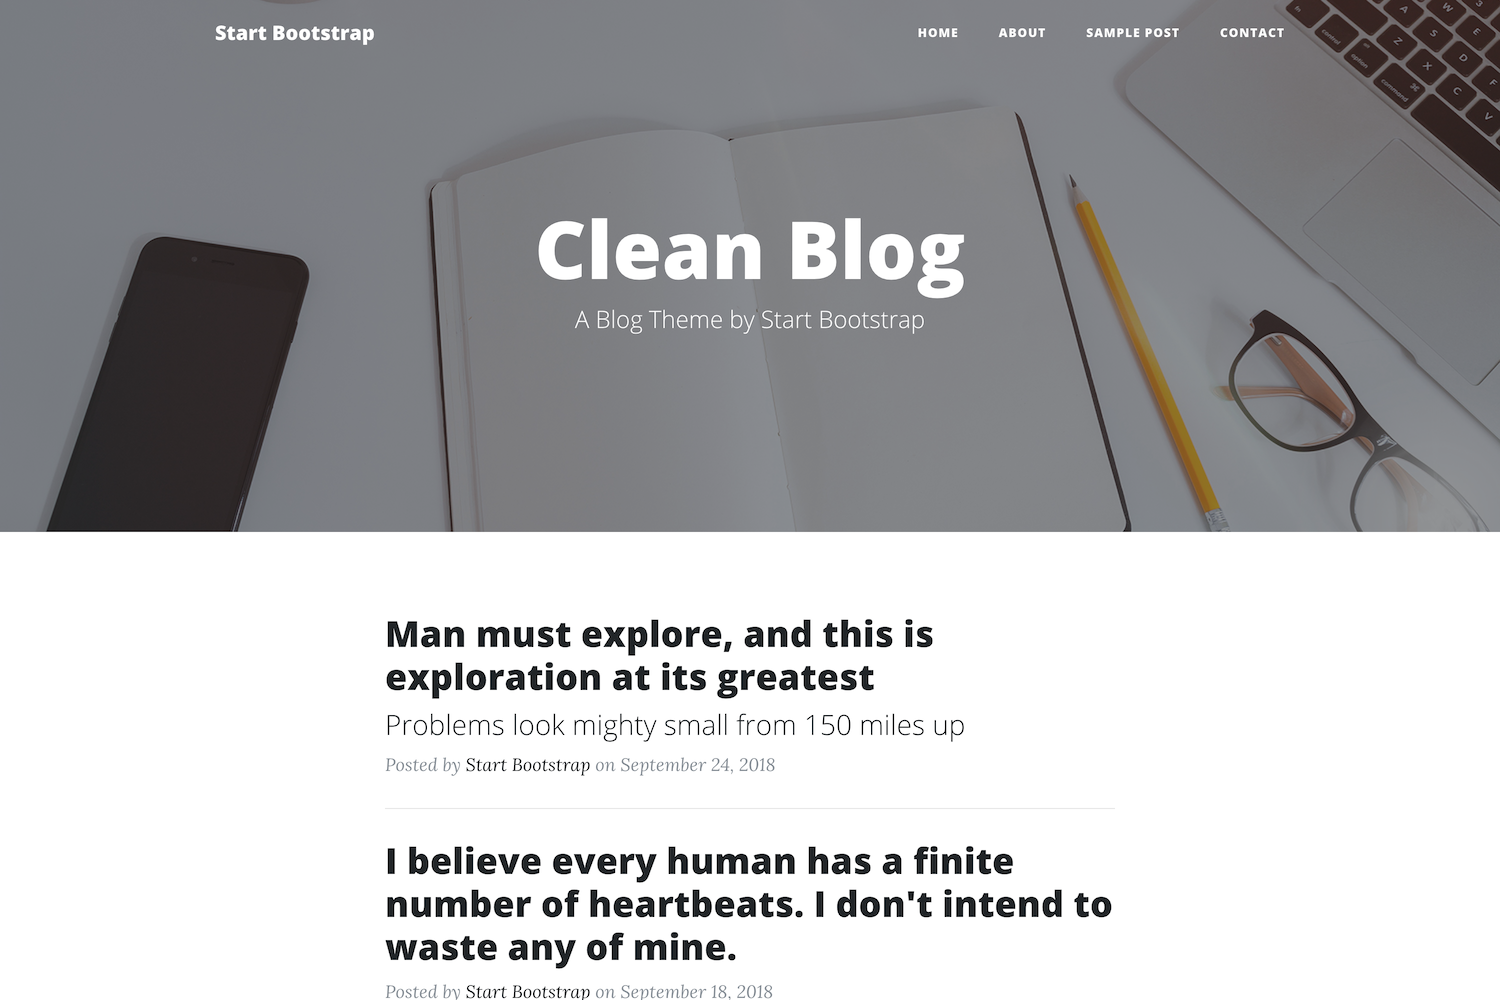 Start Bootstrap
HOME ABOUT SAMPLE POST CONTACT
Clean Blog
A Blog Theme by Start Bootstrap
Man must explore, and this is
exploration at its greatest
Problems look mighty small from 150 miles up
Posted by Start Bootstrap on September 24, 2018
I believe every human has a finite
number of heartbeats. I don't intend to
waste any of mine.
Posted by Start Bootstrap on September 18, 2018